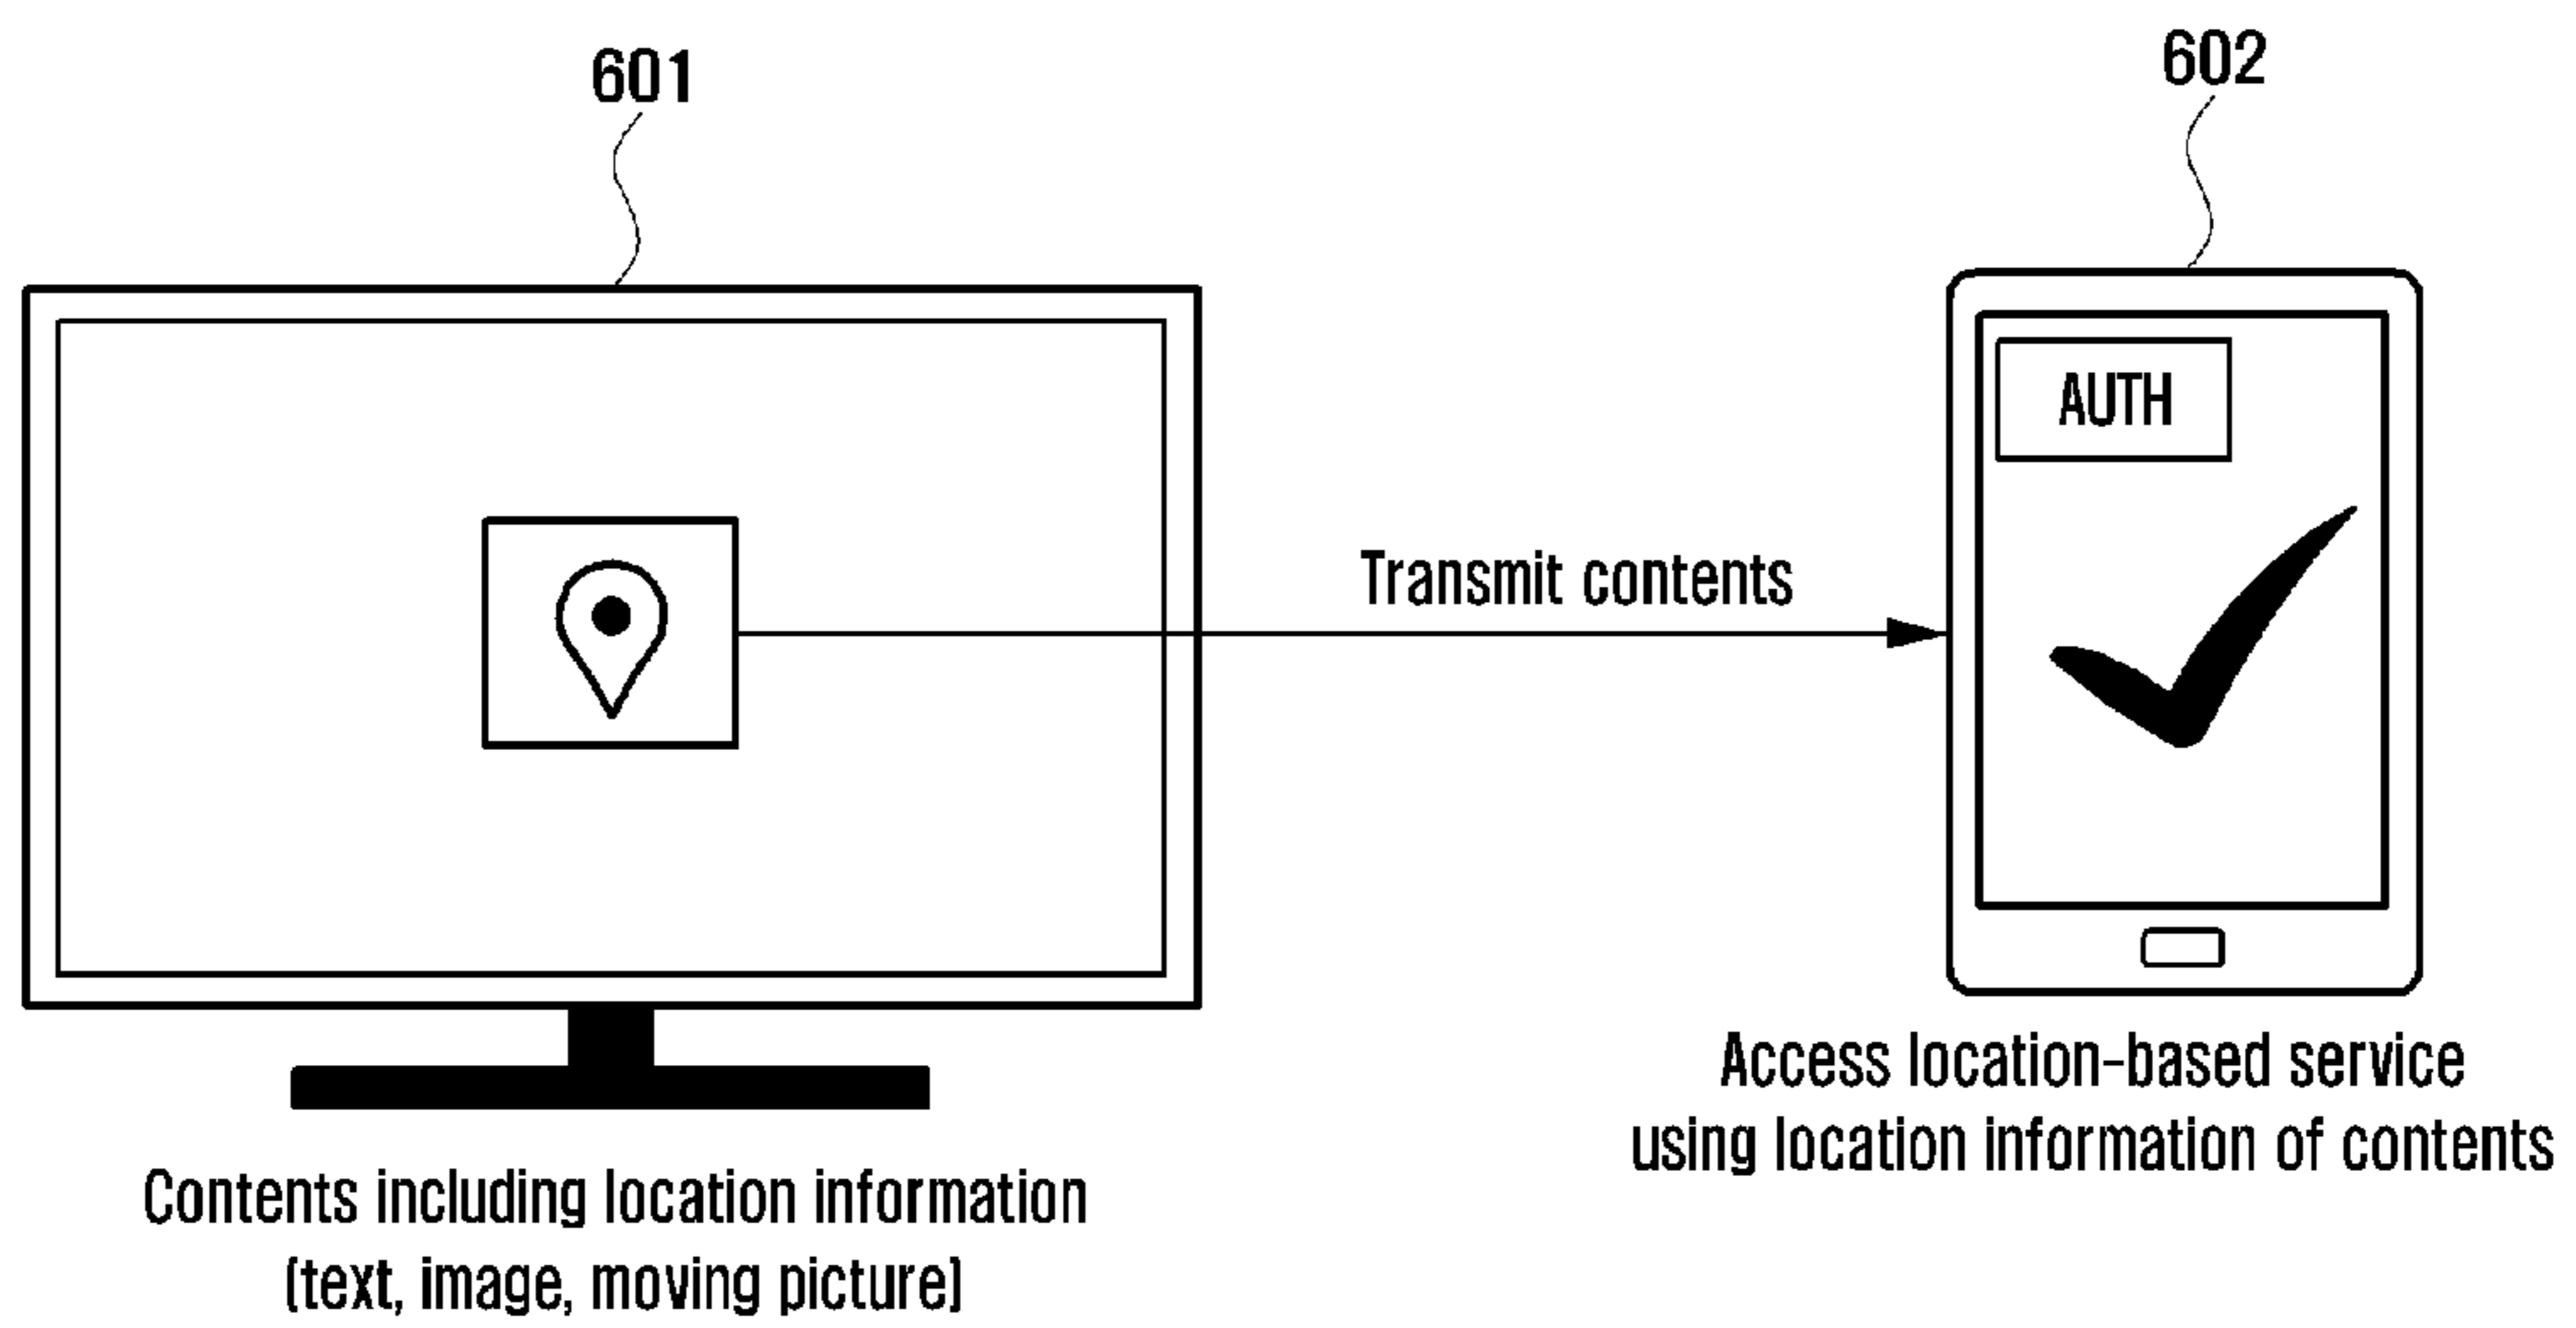 601
602
AUTH
Transmit contents
Access location-based service
using location information of contents
Contents including location information
(text, image, moving picture)